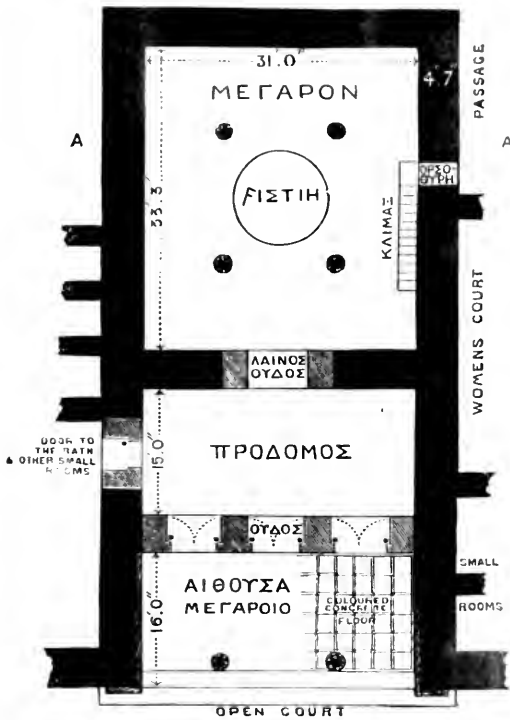 31.0"
ΜΕΓΑΡΟΝ
4'.7"
PASSAGE
A
A
ϜΙΣΤΙΗ
ΟΡΣΟ
ΘΥΡΗ
ΚΛΙΜΑΞ
33'.3"
WOMENS COURT
ΛΑΙΝΟΣ
ΟΥΔΟΣ
DOOR TO
THE BATH
& OTHER SMALL
ROOMS
15'.0"
ΠΡΟΔΟΜΟΣ
ΟΥΔΟΣ
16'.0"
ΑΙΘΟΥΣΑ
ΜΕΓΑΡΟΙΟ
COLOURED
CONCRETE
FLOOR
SMALL
ROOMS
OPEN COURT